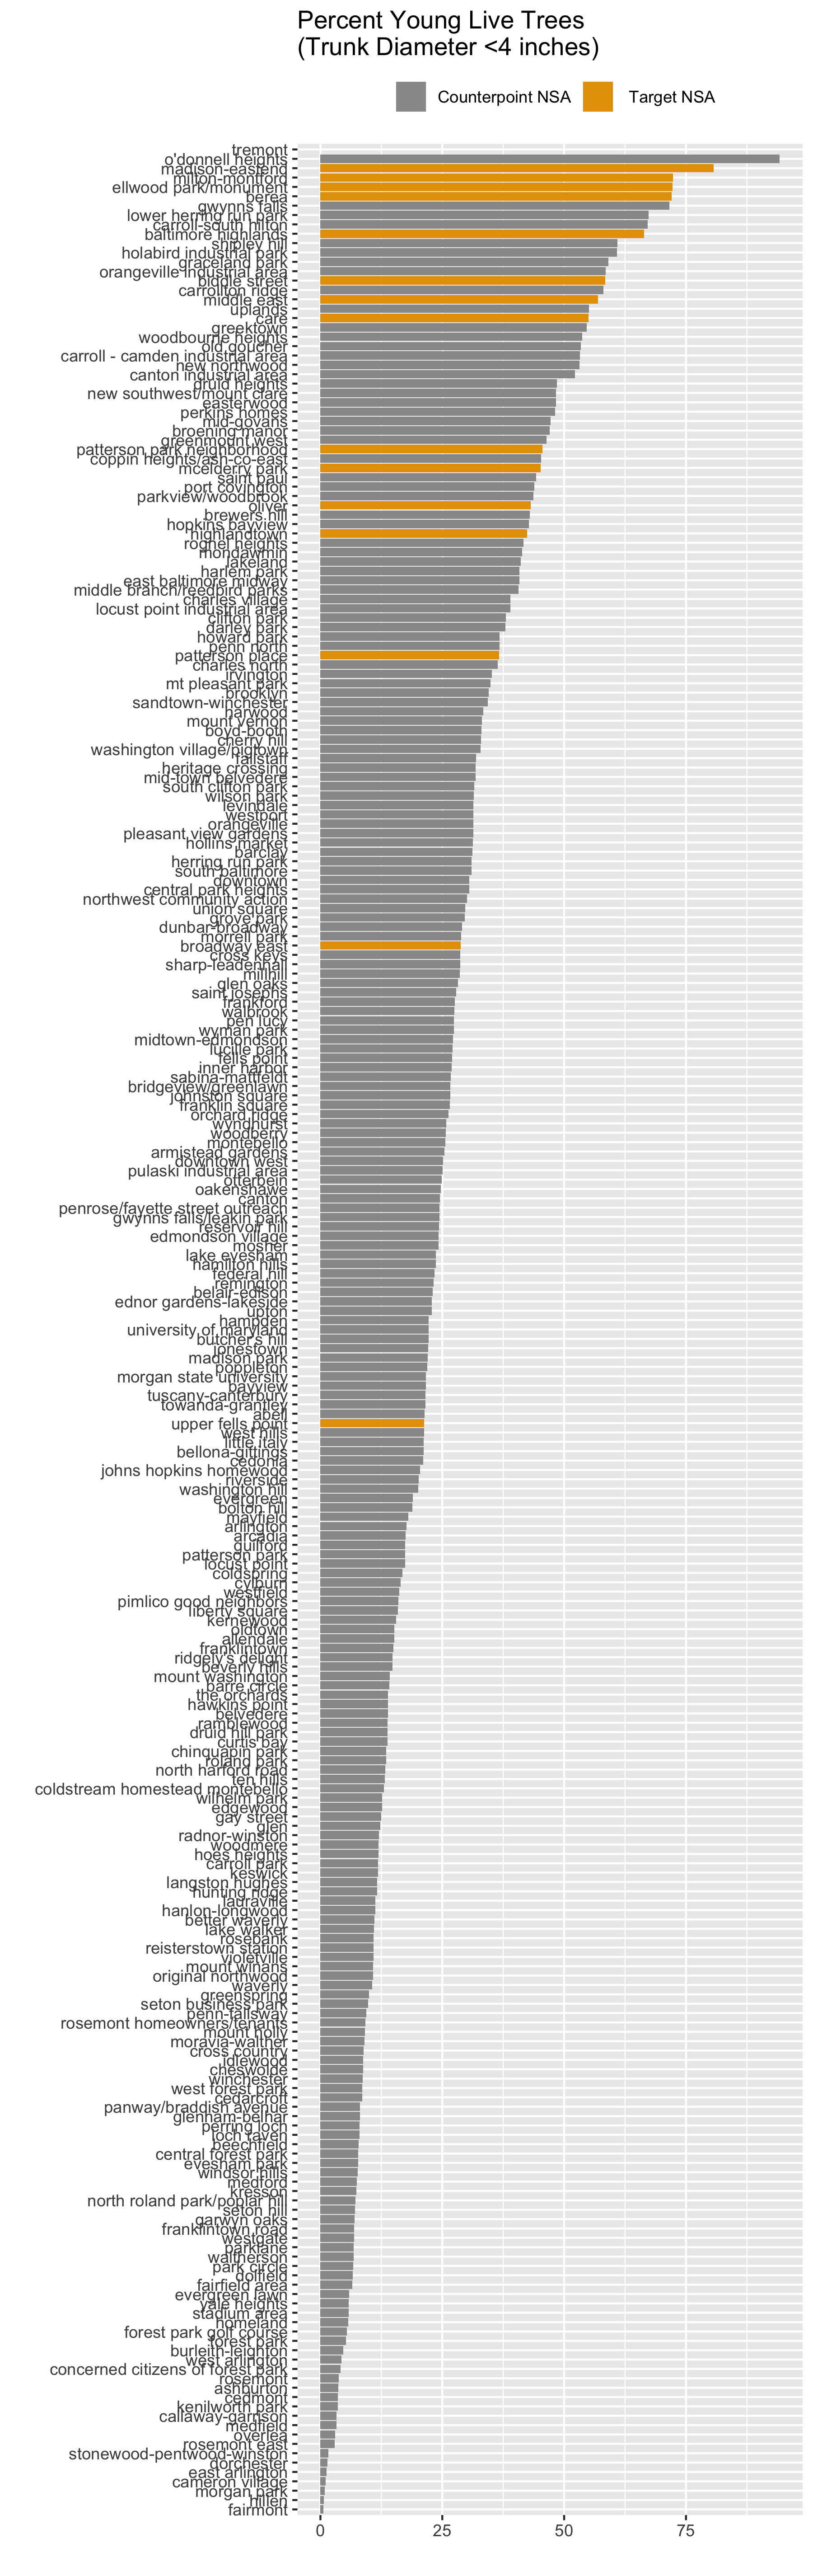 Percent Young Live Trees
(Trunk Diameter <4 inches)
Counterpoint NSA
Target NSA
tremont
o'donnell heights
madison-eastend
milton-montford
ellwood park/monument
berea
gwynns falls
lower herring run park
carroll-south hilton
baltimore highlands
shipley hill
holabird industrial park
graceland park
orangeville industrial area
biddle street
carrollton ridge
middle east
uplands
care
greektown
woodbourne heights
old goucher
carroll - camden industrial area
new northwood
canton industrial area
druid heights
new southwest/mount clare
easterwood
perkins homes
mid-govans
broening manor
greenmount west
patterson park neighborhood
coppin heights/ash-co-east
mcelderry park
saint paul
port covington
parkview/woodbrook
oliver
brewers hill
hopkins bayview
highlandtown
rognel heights
mondawmin
lakeland
harlem park
east baltimore midway
middle branch/reedbird parks
charles village
locust point industrial area
clifton park
darley park
howard park
penn north
patterson place
charles north
irvington
mt pleasant park
brooklyn
sandtown-winchester
harwood
mount vernon
boyd-booth
cherry hill
washington village/pigtown
fallstaff
heritage crossing
mid-town belvedere
south clifton park
wilson park
levindale
westport
orangeville
pleasant view gardens
hollins market
barclay
herring run park
south baltimore
downtown
central park heights
northwest community action
union square
grove park
dunbar-broadway
morrell park
broadway east
cross keys
sharp-leadenhall
millhill
glen oaks
saint josephs
frankford
walbrook
pen lucy
wyman park
midtown-edmondson
lucille park
fells point
inner harbor
sabina-mattfeldt
bridgeview/greenlawn
johnston square
franklin square
orchard ridge
wyndhurst
woodberry
montebello
armistead gardens
downtown west
pulaski industrial area
otterbein
oakenshawe
canton
penrose/fayette street outreach
gwynns falls/leakin park
reservoir hill
edmondson village
mosher
lake evesham
hamilton hills
federal hill
remington
belair-edison
ednor gardens-lakeside
upton
hampden
university of maryland
butcher's hill
jonestown
madison park
poppleton
morgan state university
bayview
tuscany-canterbury
towanda-grantley
abell
upper fells point
west hills
little italy
bellona-gittings
cedonia
johns hopkins homewood
riverside
washington hill
evergreen
bolton hill
mayfield
arlington
arcadia
guilford
patterson park
locust point
coldspring
cylburn
westfield
pimlico good neighbors
liberty square
kernewood
oldtown
allendale
franklintown
ridgely's delight
beverly hills
mount washington
barre circle
the orchards
hawkins point
belvedere
ramblewood
druid hill park
curtis bay
chinquapin park
roland park
north harford road
ten hills
coldstream homestead montebello
wilhelm park
edgewood
gay street
glen
radnor-winston
woodmere
hoes heights
carroll park
keswick
langston hughes
hunting ridge
lauraville
hanlon-longwood
better waverly
lake walker
rosebank
reisterstown station
violetville
mount winans
original northwood
waverly
greenspring
seton business park
penn-fallsway
rosemont homeowners/tenants
mount holly
moravia-walther
cross country
idlewood
cheswolde
winchester
west forest park
cedarcroft
panway/braddish avenue
glenham-belhar
perring loch
loch raven
beechfield
central forest park
evesham park
windsor hills
medford
kresson
north roland park/poplar hill
seton hill
garwyn oaks
franklintown road
westgate
parklane
waltherson
park circle
dolfield
fairfield area
evergreen lawn
yale heights
stadium area
homeland
forest park golf course
forest park
burleith-leighton
west arlington
concerned citizens of forest park
rosemont
ashburton
cedmont
kenilworth park
callaway-garrison
medfield
overlea
rosemont east
stonewood-pentwood-winston
dorchester
east arlington
cameron village
morgan park
hillen
fairmont
0
25
50
75